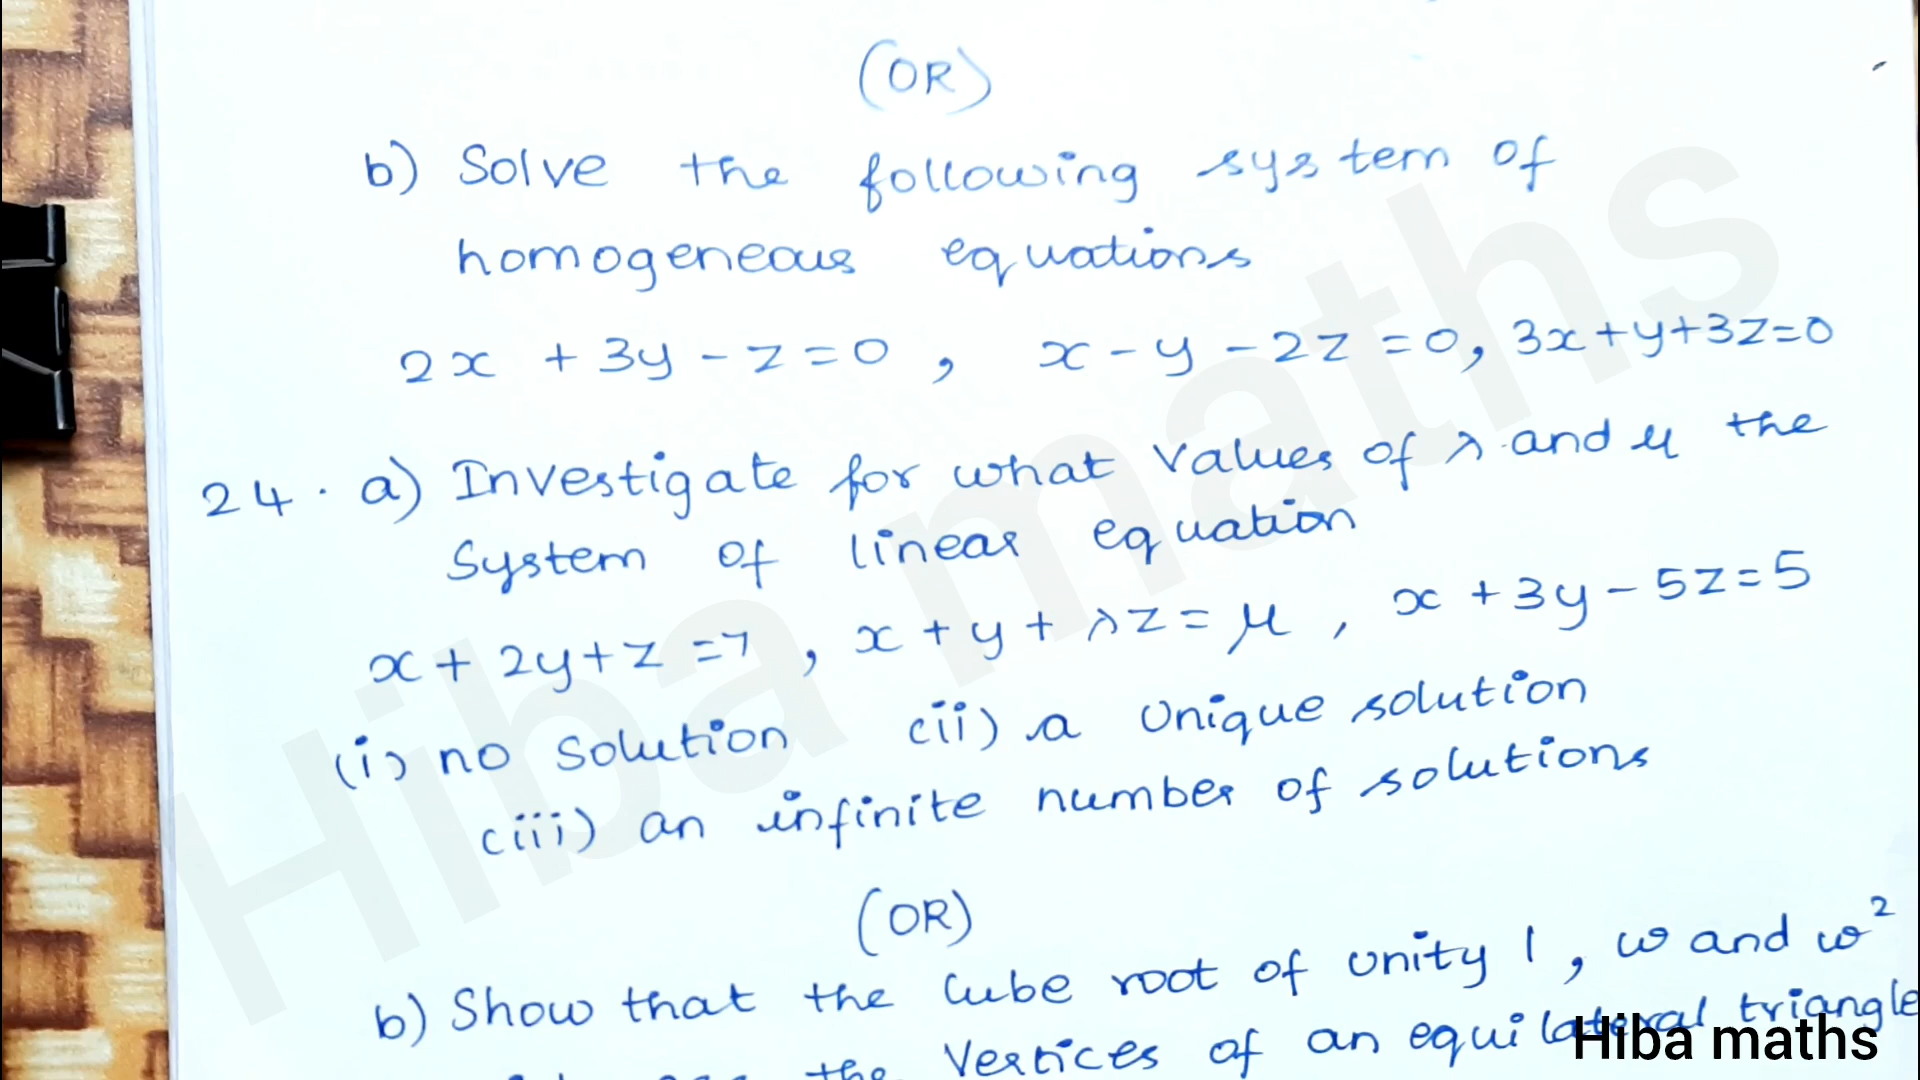 (OR)
b) Solve the following system of
homogeneous equations
2x + 3y - z = 0 , x - y - 2z = 0, 3x+y+3z=0
24. a) Investigate for what values of λ and μ the
System of linear equation
x + 2y + z = 7 , x + y + λz = μ , x + 3y - 5z = 5
(i) no solution (ii) a unique solution
(iii) an infinite number of solutions
(OR)
b) Show that the cube root of unity 1, ω and ω²
the vertices of an equilateral triangle
Hiba maths
Hiba maths